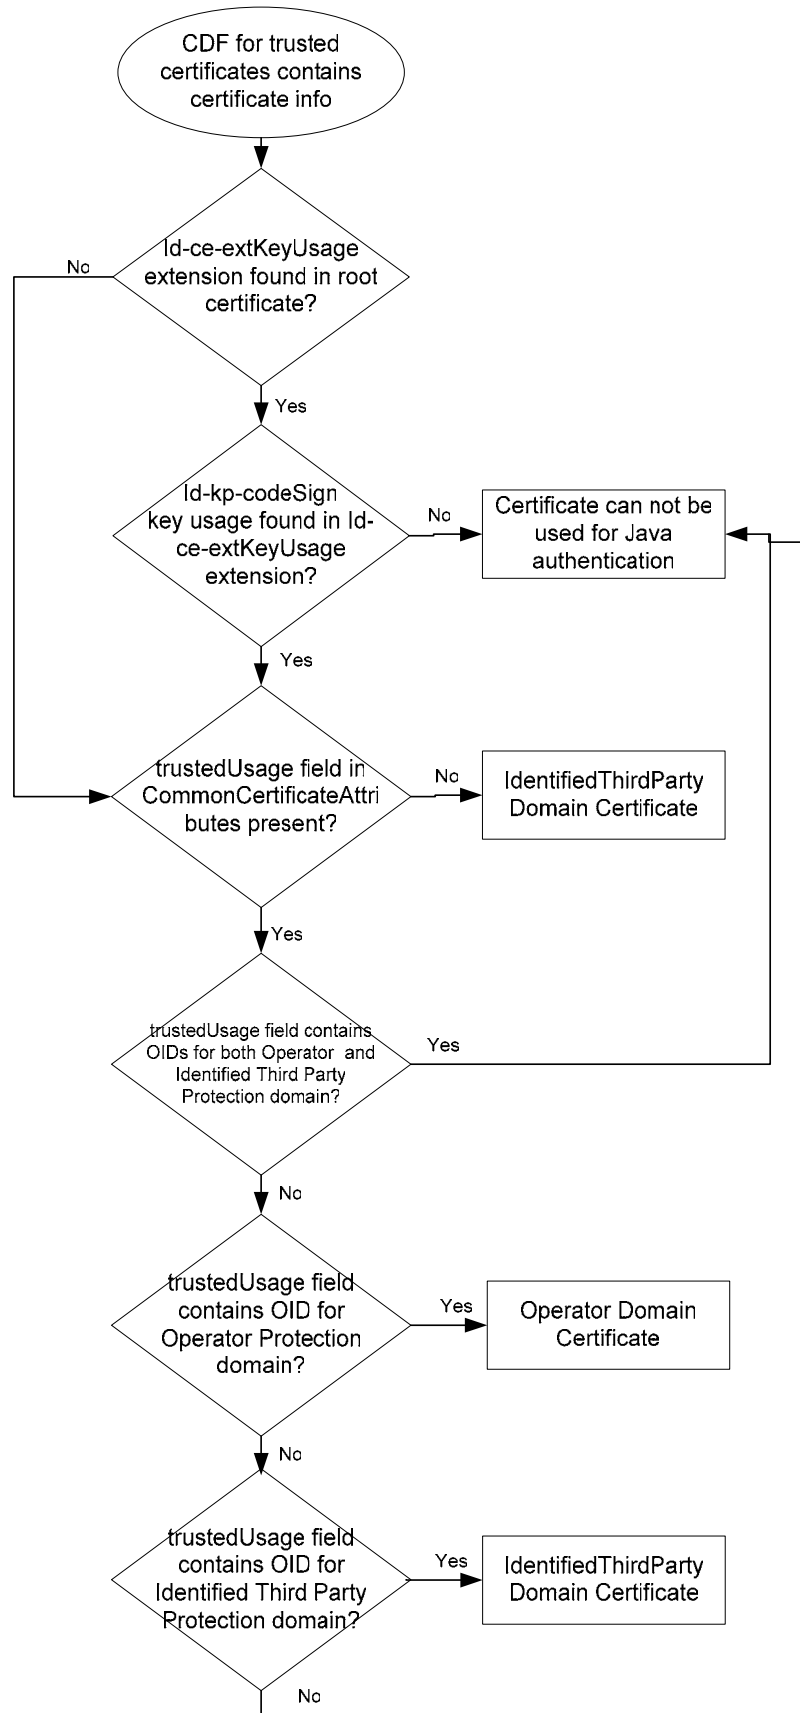 CDF for trusted
certificates contains
certificate info
Id-ce-extKeyUsage
extension found in root
certificate?
No
Yes
Id-kp-codeSign
key usage found in Id-
ce-extKeyUsage
extension?
No
Certificate can not be
used for Java
authentication
Yes
trustedUsage field in
CommonCertificateAttri
butes present?
No
IdentifiedThirdParty
Domain Certificate
Yes
trustedUsage field contains
OIDs for both Operator and
Identified Third Party
Protection domain?
Yes
No
trustedUsage field
contains OID for
Operator Protection
domain?
Yes
Operator Domain
Certificate
No
trustedUsage field
contains OID for
Identified Third Party
Protection domain?
Yes
IdentifiedThirdParty
Domain Certificate
No